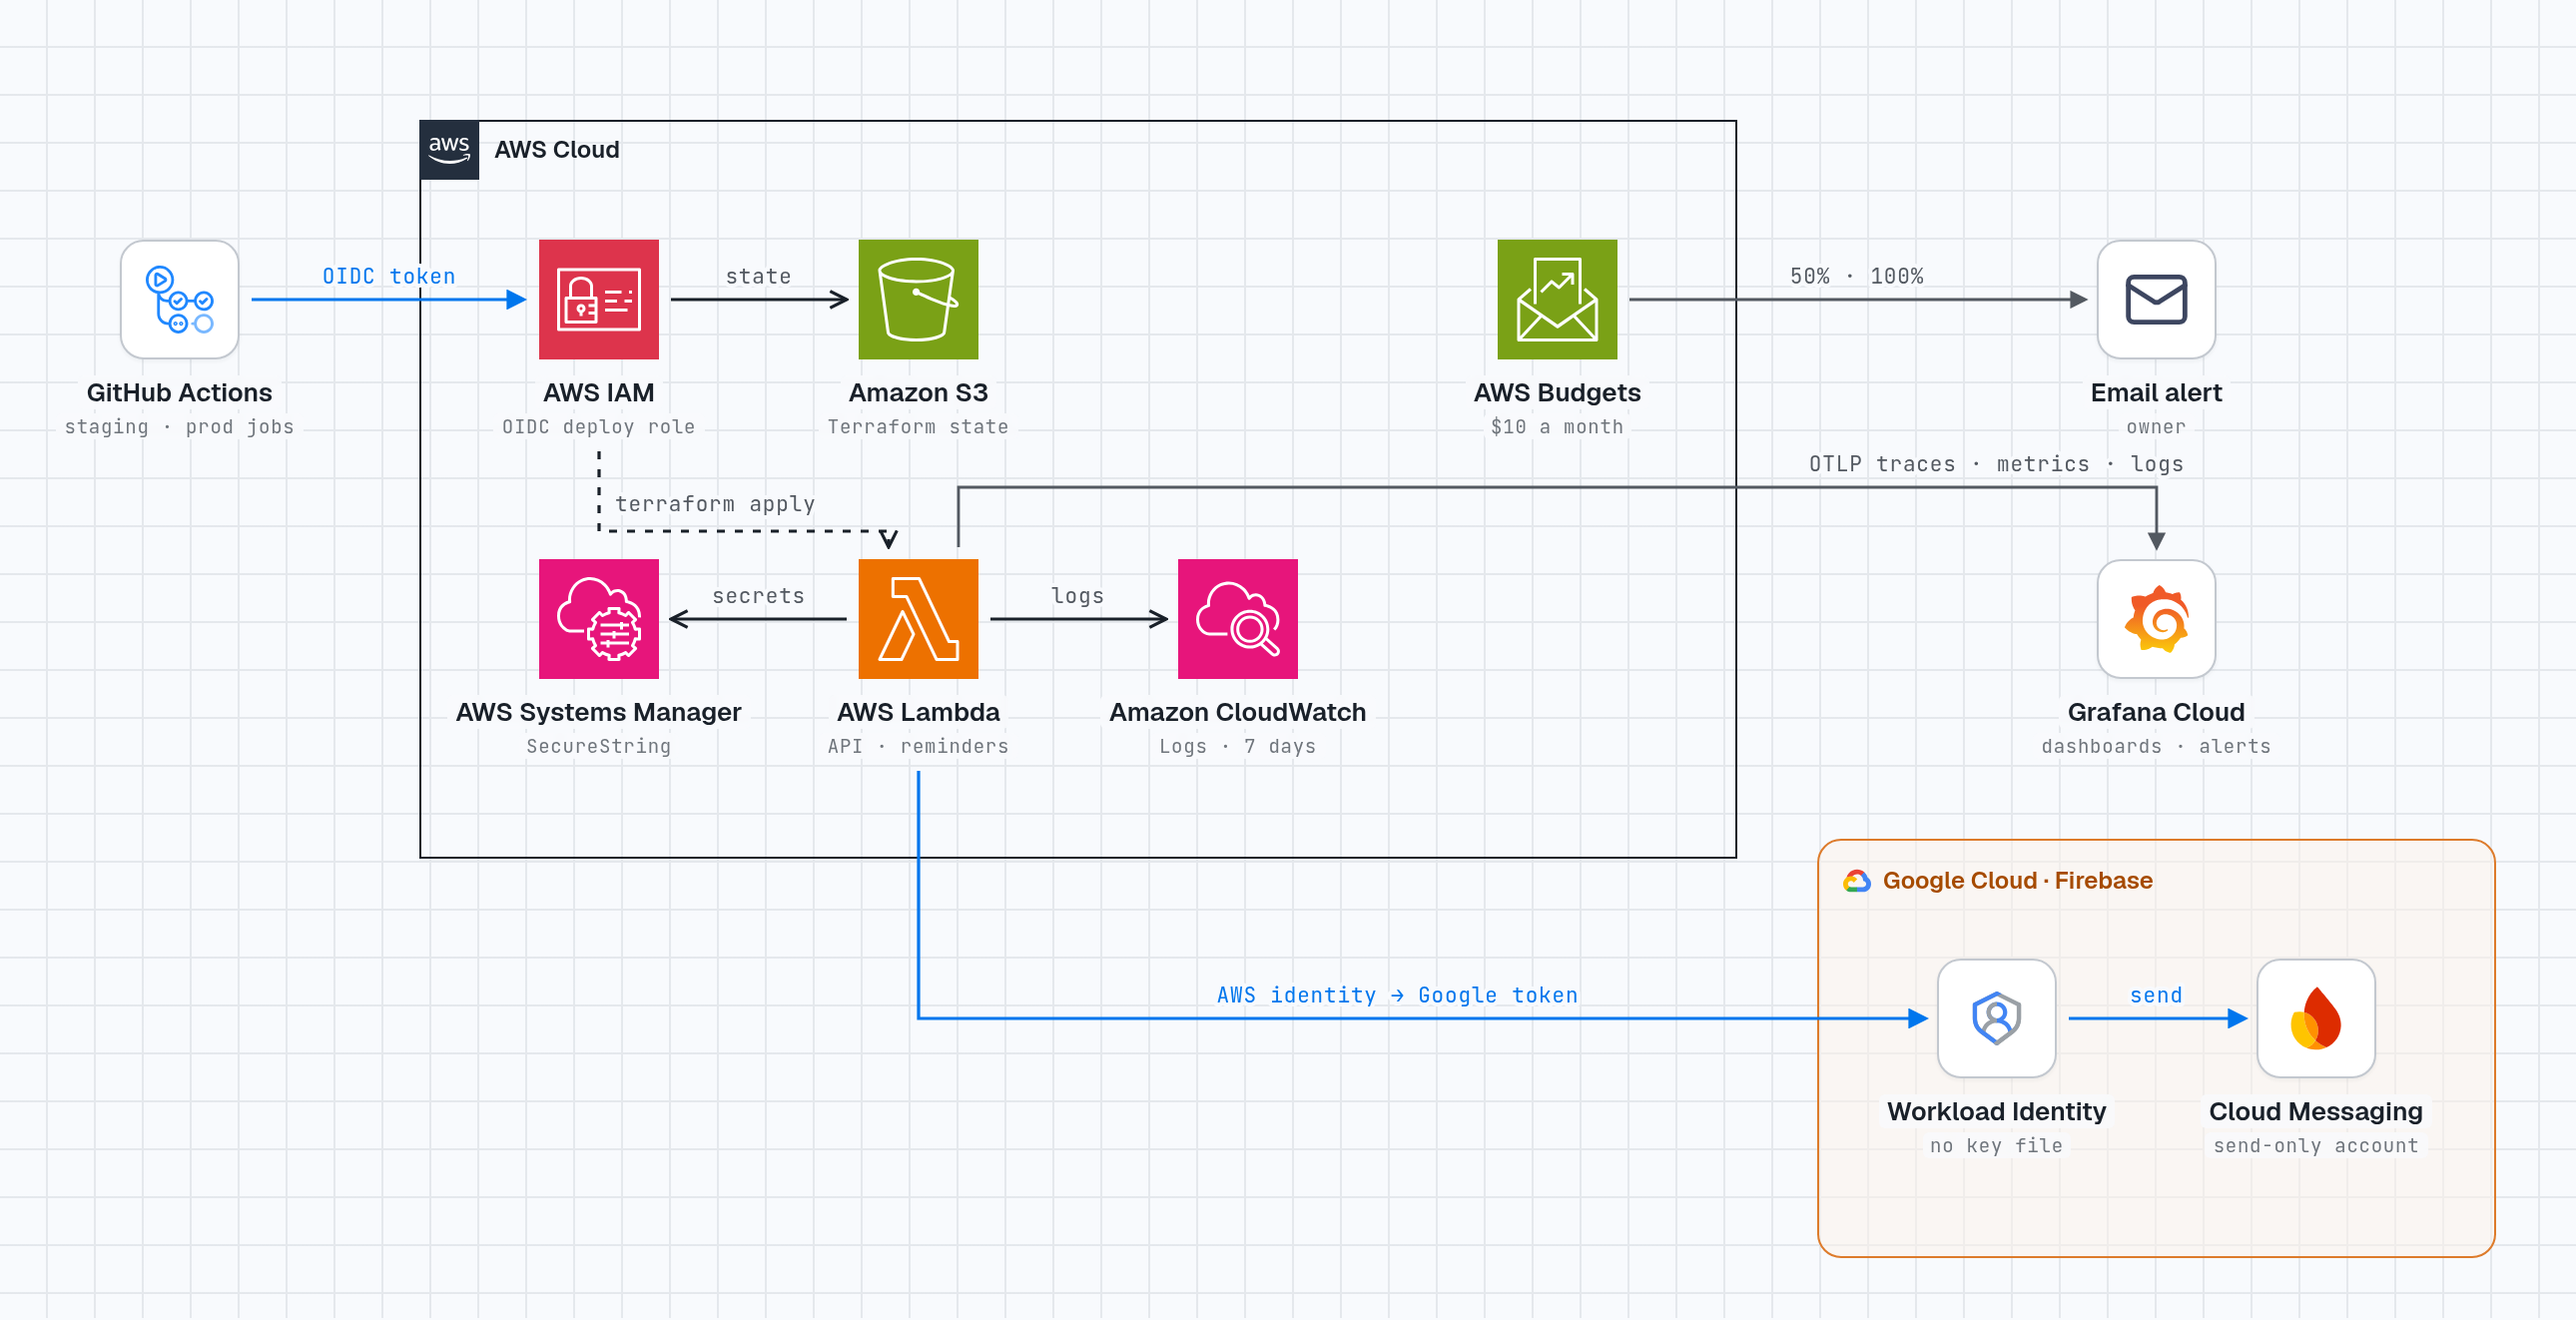 aws
AWS Cloud
OIDC token
state
50% · 100%
GitHub Actions
staging · prod jobs
AWS IAM
OIDC deploy role
Amazon S3
Terraform state
AWS Budgets
$10 a month
Email alert
owner
OTLP traces · metrics · logs
terraform apply
secrets
logs
AWS Systems Manager
SecureString
AWS Lambda
API · reminders
Amazon CloudWatch
Logs · 7 days
Grafana Cloud
dashboards · alerts
Google Cloud · Firebase
AWS identity → Google token
send
Workload Identity
no key file
Cloud Messaging
send-only account